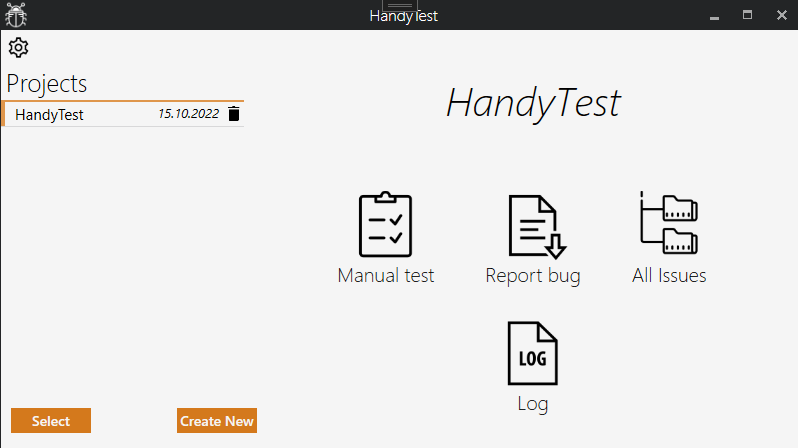 HandyTest
Projects
HandyTest 15.10.2022
HandyTest
Manual test
Report bug
All Issues
LOG
Log
Select
Create New